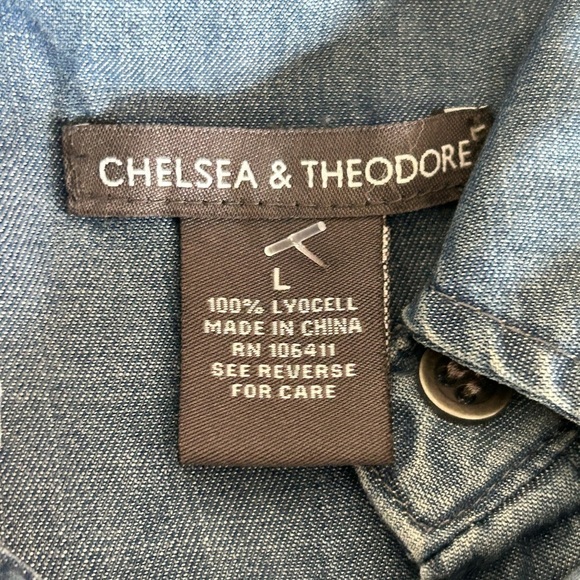 CHELSEA & THEODORE
L
100% LYOCELL
MADE IN CHINA
RN 106411
SEE REVERSE
FOR CARE